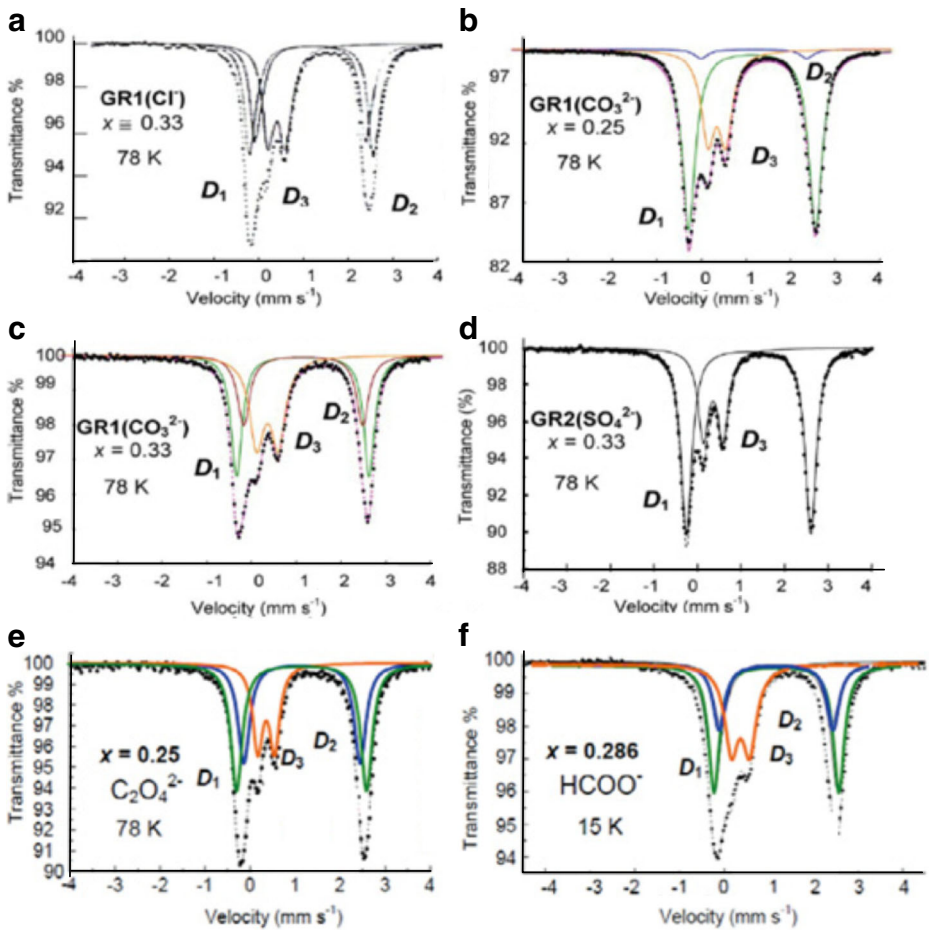 a
100
98
96
94
92
Transmittance %
GR1(Cl⁻)
x ≅ 0.33
78 K
D₁
D₃
D₂
-4 -3 -2 -1 0 1 2 3 4
Velocity (mm s⁻¹)
b
97
92
87
82
Transmittance %
GR1(CO₃²⁻)
x = 0.25
78 K
D₂
D₃
D₁
-4 -3 -2 -1 0 1 2 3 4
Velocity (mm s⁻¹)
c
100
99
98
97
96
95
94
Transmittance %
GR1(CO₃²⁻)
x = 0.33
78 K
D₂
D₁
D₃
-4 -3 -2 -1 0 1 2 3 4
Velocity (mm s⁻¹)
d
100
98
96
94
92
90
88
Transmittance (%)
GR2(SO₄²⁻)
x = 0.33
78 K
D₃
D₁
-4 -3 -2 -1 0 1 2 3 4
Velocity (mm s⁻¹)
e
100
99
98
97
96
95
94
93
92
91
90
Transmittance %
x = 0.25
C₂O₄²⁻
78 K
D₁
D₃
D₂
-4 -3 -2 -1 0 1 2 3 4
Velocity (mm s⁻¹)
f
100
99
98
97
96
95
94
Transmittance %
x = 0.286
HCOO⁻
15 K
D₁
D₂
D₃
-4 -3 -2 -1 0 1 2 3 4
Velocity (mm s⁻¹)